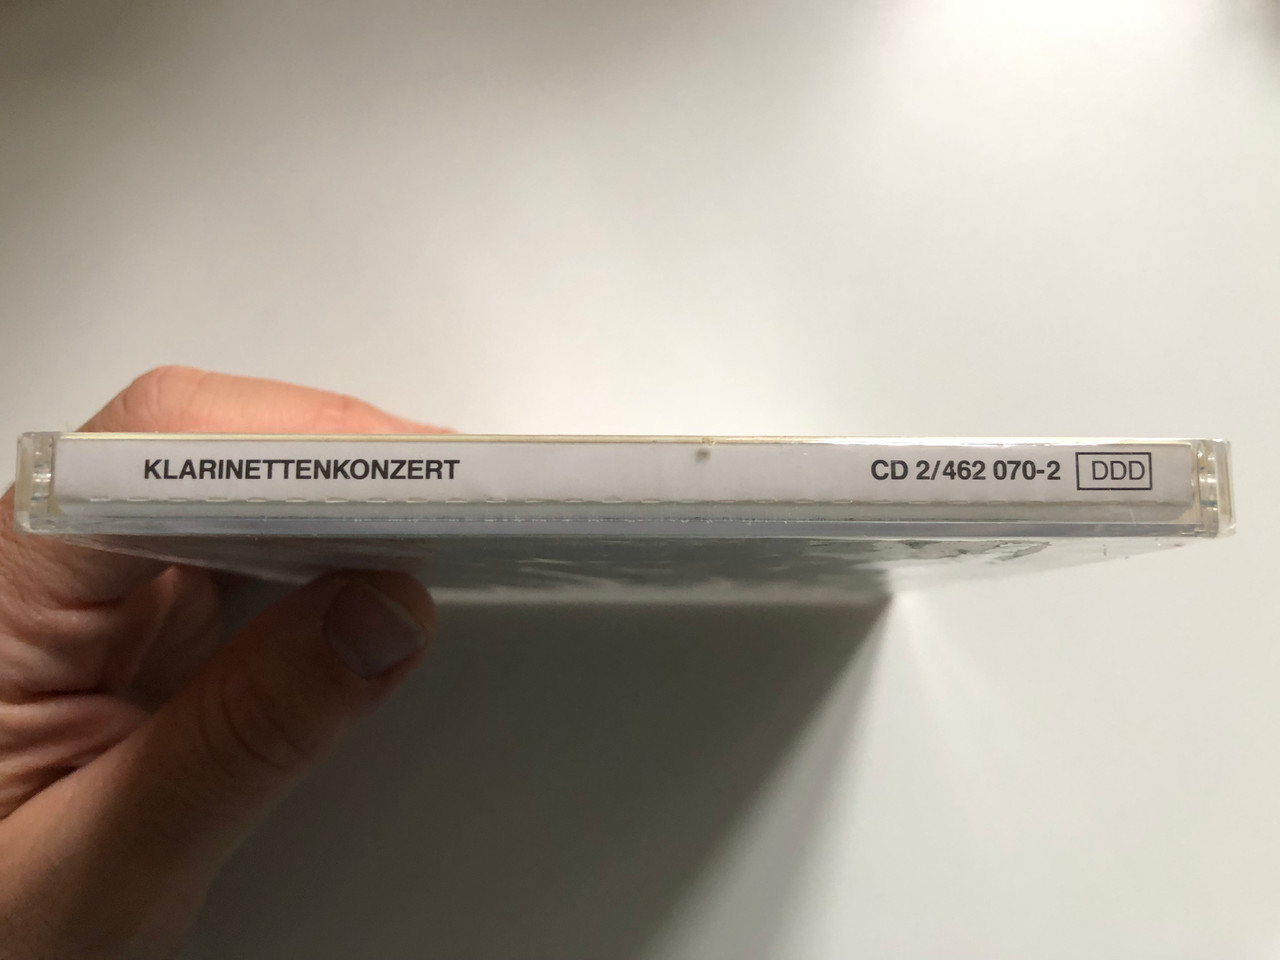 KLARINETTENKONZERT CD 2/462 070-2 DDD